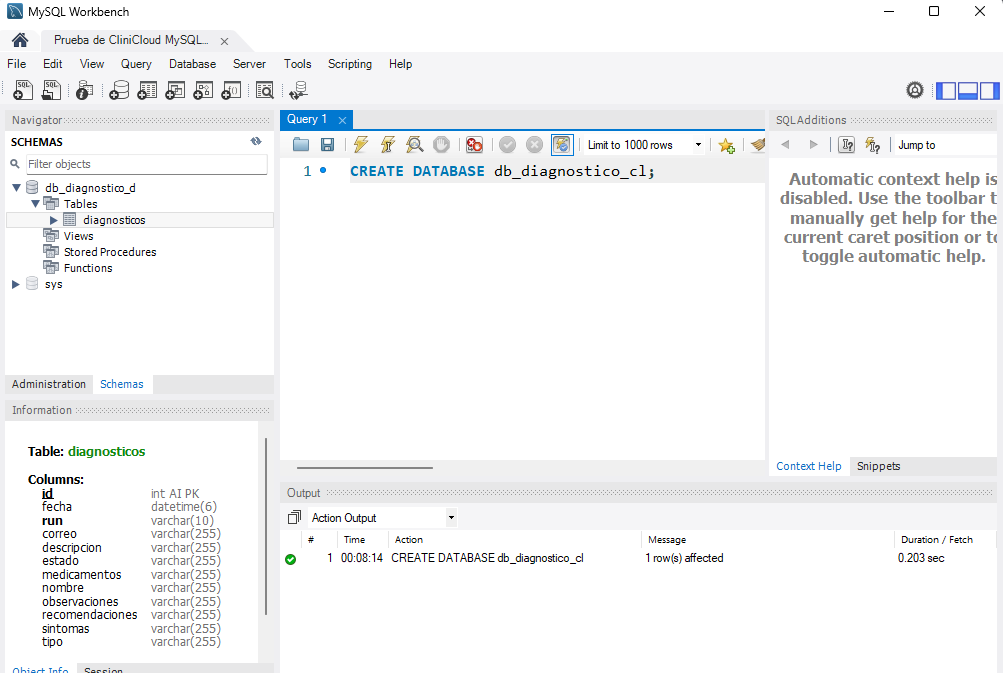 MySQL Workbench
Prueba de CliniCloud MySQL...
File Edit View Query Database Server Tools Scripting Help
Navigator
SCHEMAS
Filter objects
db_diagnostico_d
Tables
diagnosticos
Views
Stored Procedures
Functions
sys
Administration Schemas
Information
Table: diagnosticos
Columns:
id int AI PK
fecha datetime(6)
run varchar(10)
correo varchar(255)
descripcion varchar(255)
estado varchar(255)
medicamentos varchar(255)
nombre varchar(255)
observaciones varchar(255)
recomendaciones varchar(255)
sintomas varchar(255)
tipo varchar(255)
Object Info Session
Query 1
Limit to 1000 rows
1 CREATE DATABASE db_diagnostico_cl;
SQLAdditions
Jump to
Automatic context help is
disabled. Use the toolbar t
manually get help for the
current caret position or to
toggle automatic help.
Context Help Snippets
Output
Action Output
# Time Action Message Duration / Fetch
1 00:08:14 CREATE DATABASE db_diagnostico_cl 1 row(s) affected 0.203 sec